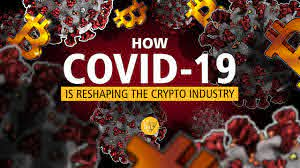 HOW
COVID-19
IS RESHAPING THE CRYPTO INDUSTRY